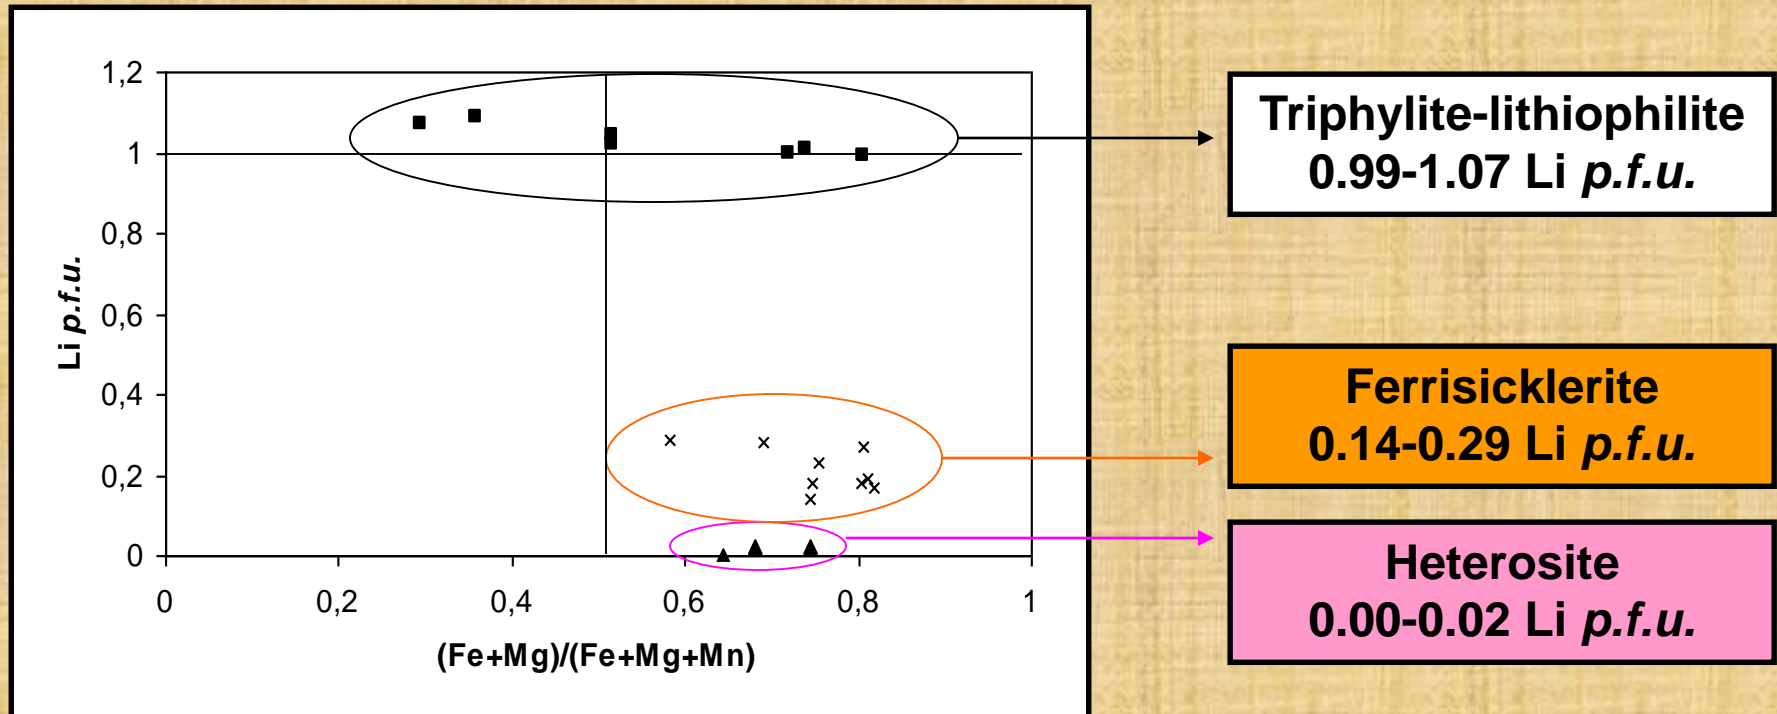 1,2
1
0,8
0,6
0,4
0,2
0
Li p.f.u.
0 0,2 0,4 0,6 0,8 1
(Fe+Mg)/(Fe+Mg+Mn)
Triphylite-lithiophilite
0.99-1.07 Li p.f.u.
Ferrisicklerite
0.14-0.29 Li p.f.u.
Heterosite
0.00-0.02 Li p.f.u.